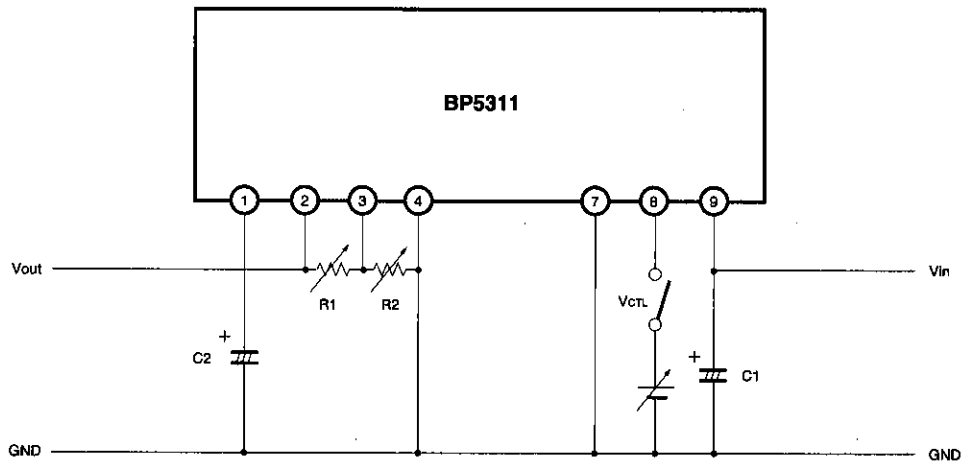 BP5311
1 2 3 4 7 8 9
Vout
Vin
R1 R2
VCTL
+
C2
+
C1
GND
GND